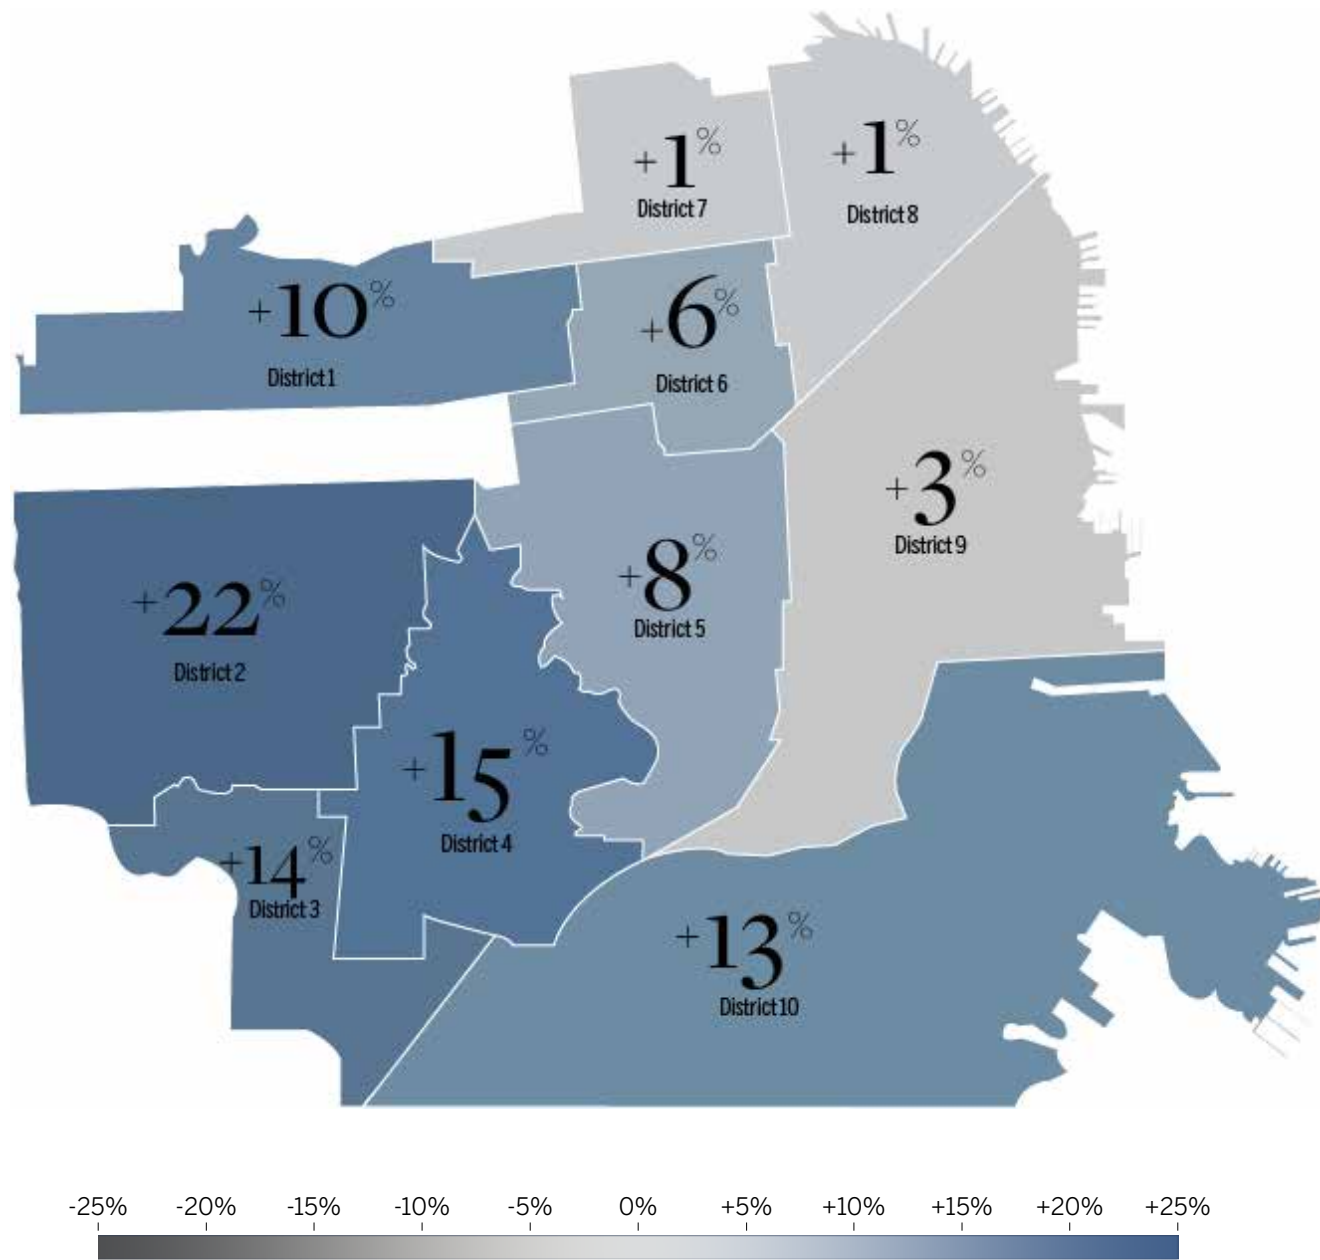 +1%
District 7
+1%
District 8
+10%
District 1
+6%
District 6
+3%
District 9
+8%
District 5
+22%
District 2
+15%
District 4
+14%
District 3
+13%
District 10
-25% -20% -15% -10% -5% 0% +5% +10% +15% +20% +25%